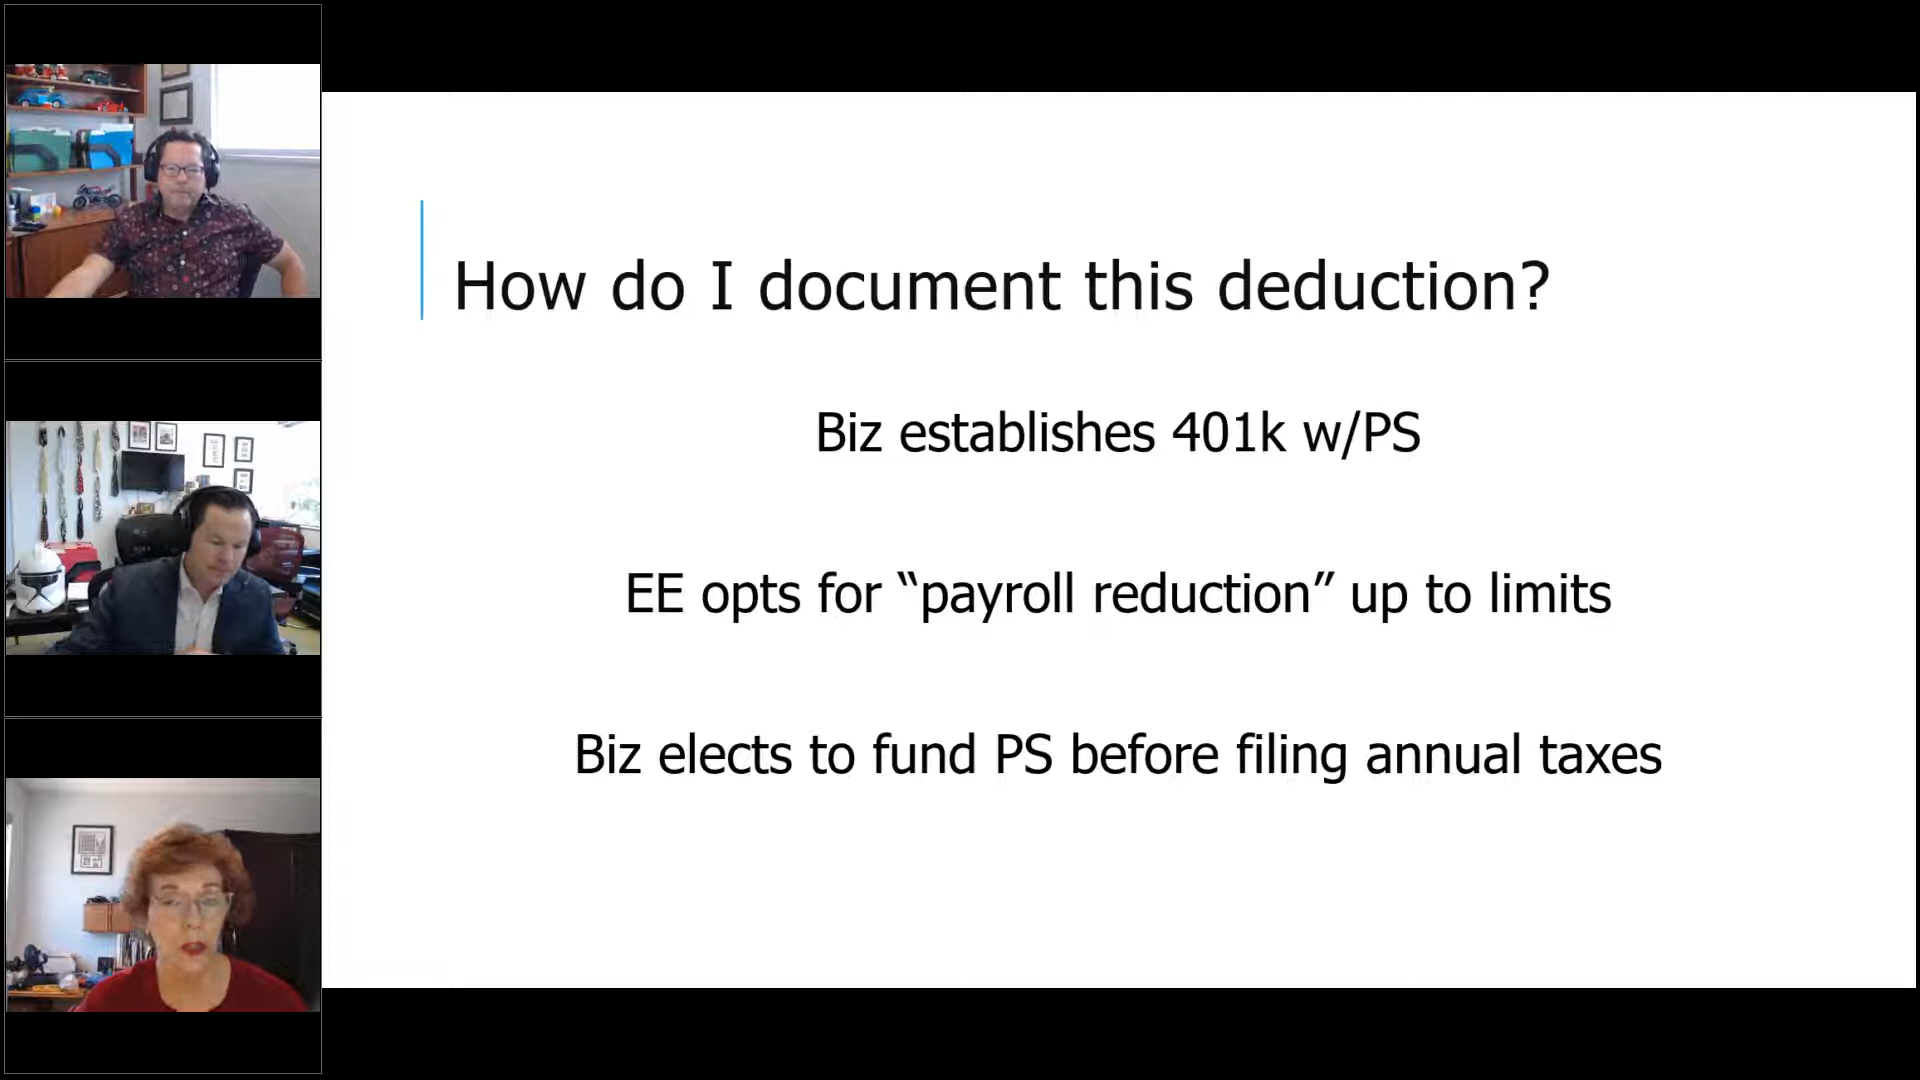 How do I document this deduction?
Biz establishes 401k w/PS
EE opts for “payroll reduction” up to limits
Biz elects to fund PS before filing annual taxes